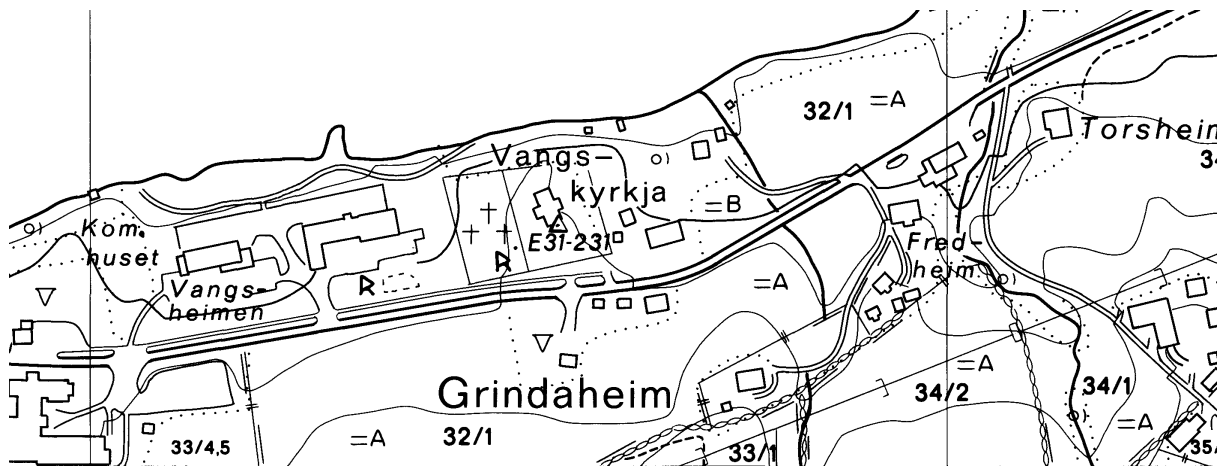 32/1
=A
Torsheim
Vangs-
kyrkja
=B
E31-231
R
Kom.
huset
Vangs-
heimen
R
Fred-
heim
=A
=A
Grindaheim
34/2
34/1
=A
33/4,5
=A
32/1
33/1
35/